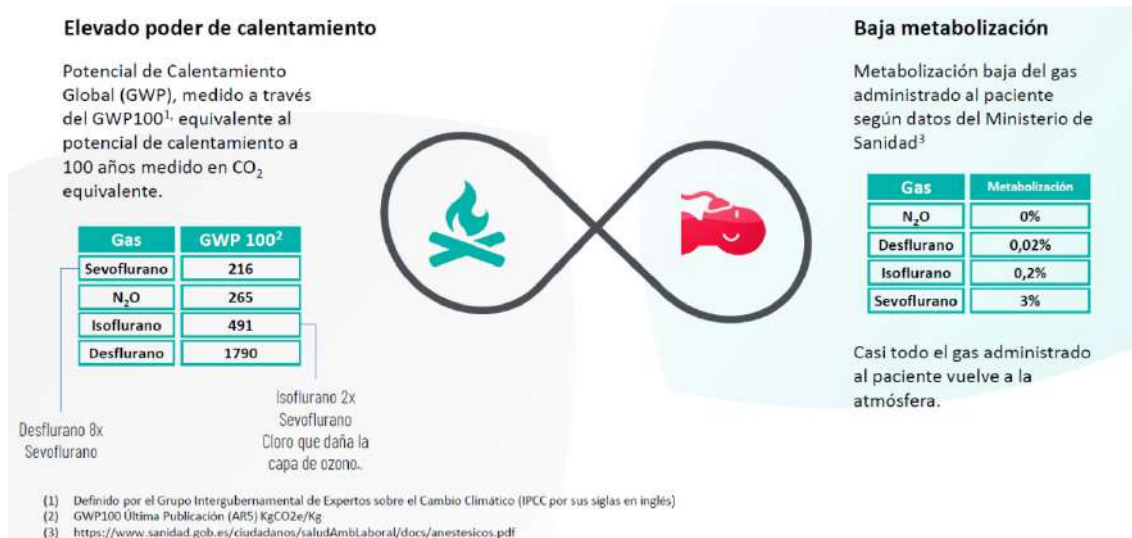 Elevado poder de calentamiento
Potencial de Calentamiento
Global (GWP), medido a través
del GWP100¹, equivalente al
potencial de calentamiento a
100 años medido en CO₂
equivalente.
Gas GWP 100²
Sevoflurano 216
N₂O 265
Isoflurano 491
Desflurano 1790
Desflurano 8x
Sevoflurano
Isoflurano 2x
Sevoflurano
Cloro que daña la
capa de ozono..
Baja metabolización
Metabolización baja del gas
administrado al paciente
según datos del Ministerio de
Sanidad³
Gas Metabolización
N₂O 0%
Desflurano 0,02%
Isoflurano 0,2%
Sevoflurano 3%
Casi todo el gas administrado
al paciente vuelve a la
atmósfera.
(1) Definido por el Grupo Intergubernamental de Expertos sobre el Cambio Climático (IPCC por sus siglas en inglés)
(2) GWP100 Última Publicación (AR5) KgCO2e/Kg
(3) https://www.sanidad.gob.es/ciudadanos/saludAmbLaboral/docs/anestesicos.pdf